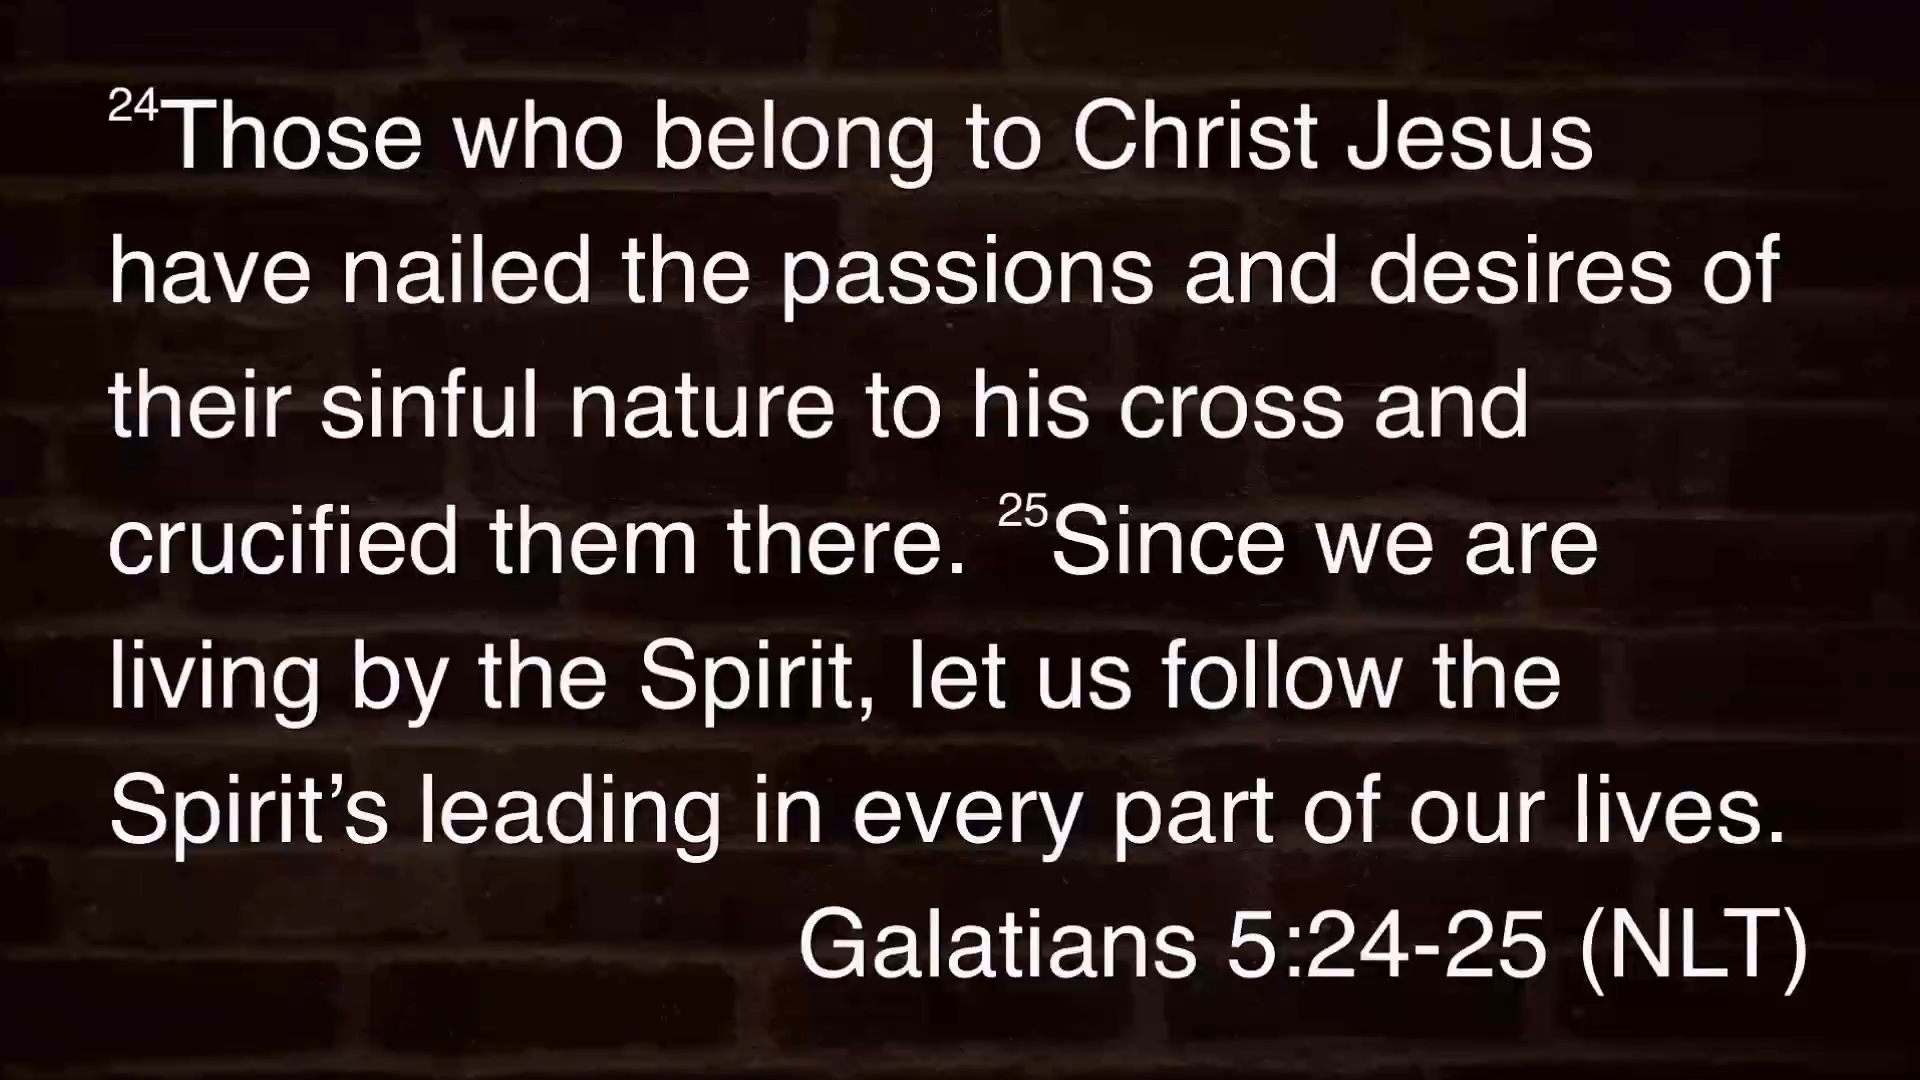 24Those who belong to Christ Jesus
have nailed the passions and desires of
their sinful nature to his cross and
crucified them there. 25Since we are
living by the Spirit, let us follow the
Spirit’s leading in every part of our lives.
Galatians 5:24-25 (NLT)